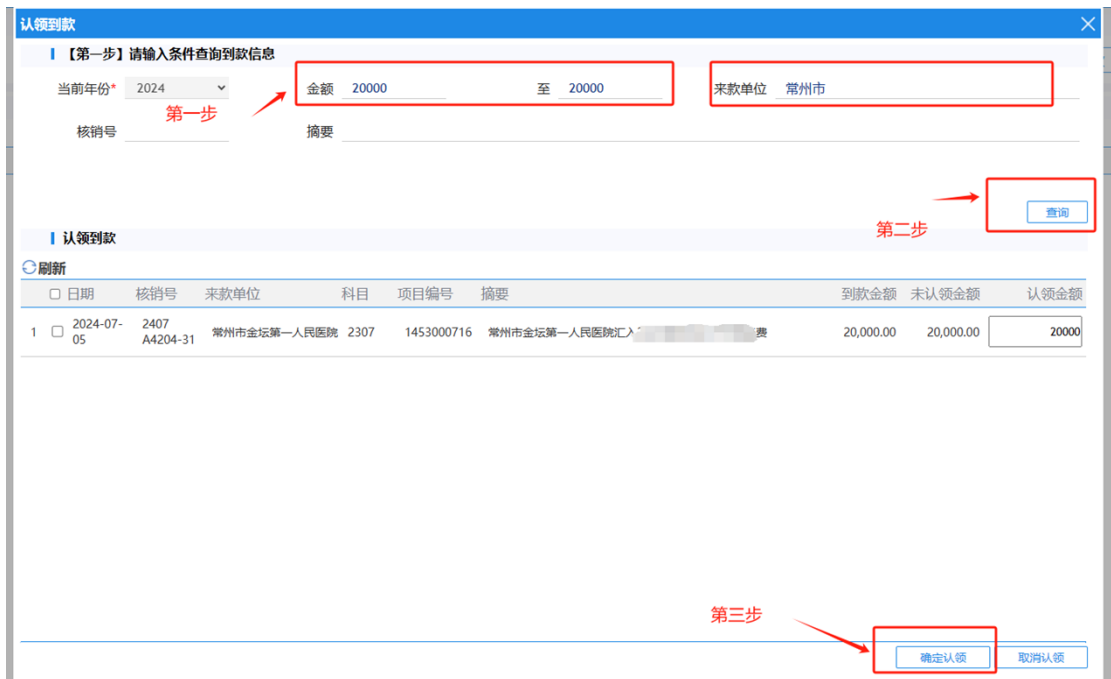 认领到款
【第一步】请输入条件查询到款信息
当前年份* 2024 金额 20000 至 20000 来款单位 常州市
第一步
核销号 摘要
查询
第二步
认领到款
刷新
日期 核销号 来款单位 科目 项目编号 摘要 到款金额 未认领金额 认领金额
1 2024-07-05 2407A4204-31 常州市金坛第一人民医院 2307 1453000716 常州市金坛第一人民医院汇入 费 20,000.00 20,000.00 20000
第三步
确定认领 取消认领